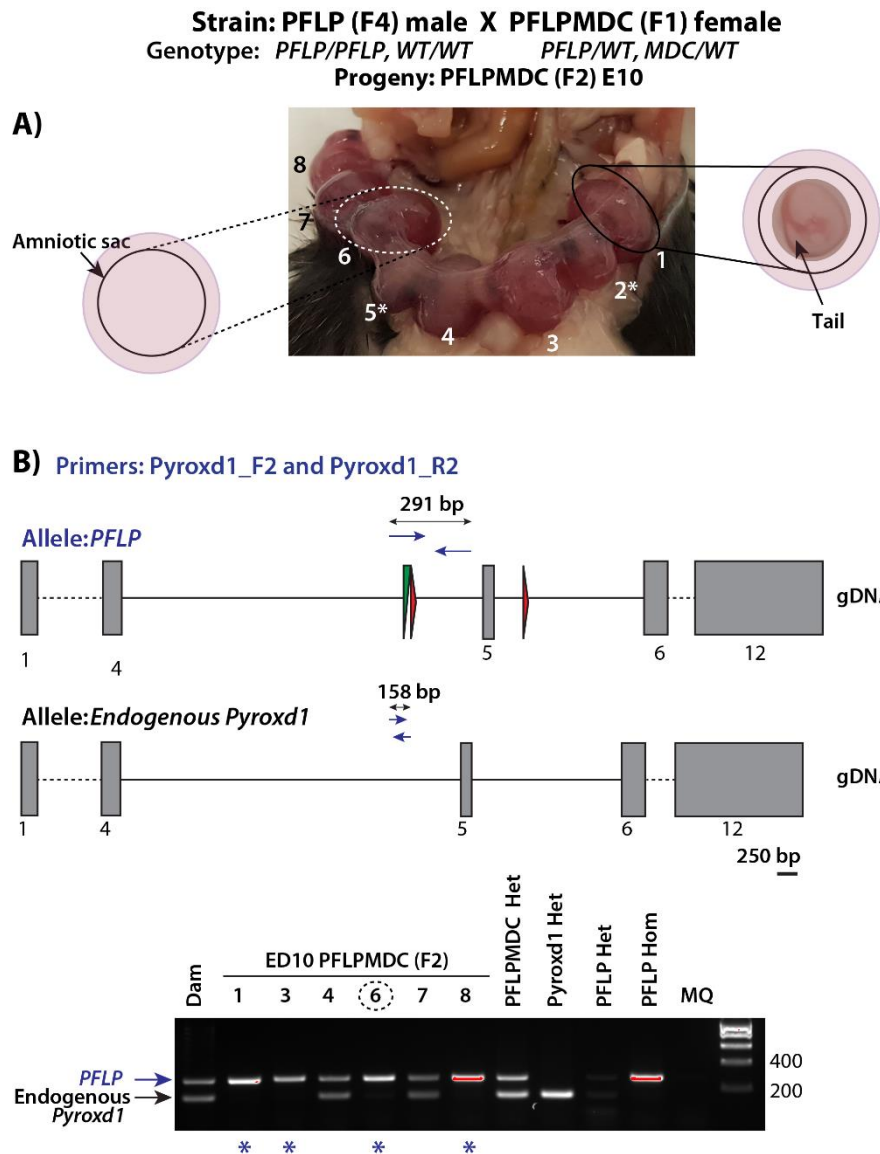 Strain: PFLP (F4) male X PFLPMDC (F1) female
Genotype: PFLP/PFLP, WT/WT PFLP/WT, MDC/WT
Progeny: PFLPMDC (F2) E10
A)
8
7
6
5*
4
3
2*
1
Amniotic sac
Tail
B) Primers: Pyroxd1_F2 and Pyroxd1_R2
291 bp
Allele:PFLP
gDN
1 4 5 6 12
158 bp
Allele:Endogenous Pyroxd1
gDN
1 4 5 6 12
250 bp
ED10 PFLPMDC (F2)
Dam 1 3 4 6 7 8 PFLPMDC Het Pyroxd1 Het PFLP Het PFLP Hom MQ
PFLP
Endogenous
Pyroxd1
400
200
* * * *